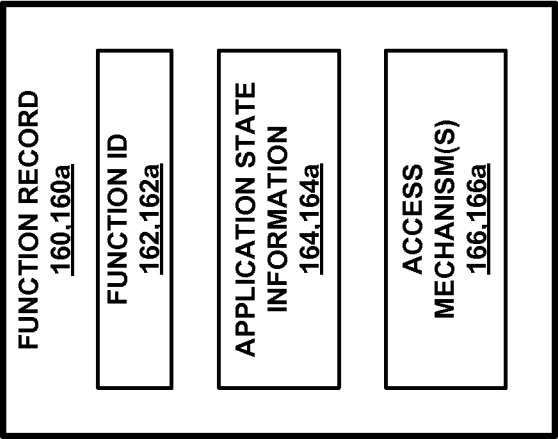 FUNCTION RECORD
160,160a
FUNCTION ID
162,162a
APPLICATION STATE
INFORMATION
164,164a
ACCESS
MECHANISM(S)
166,166a